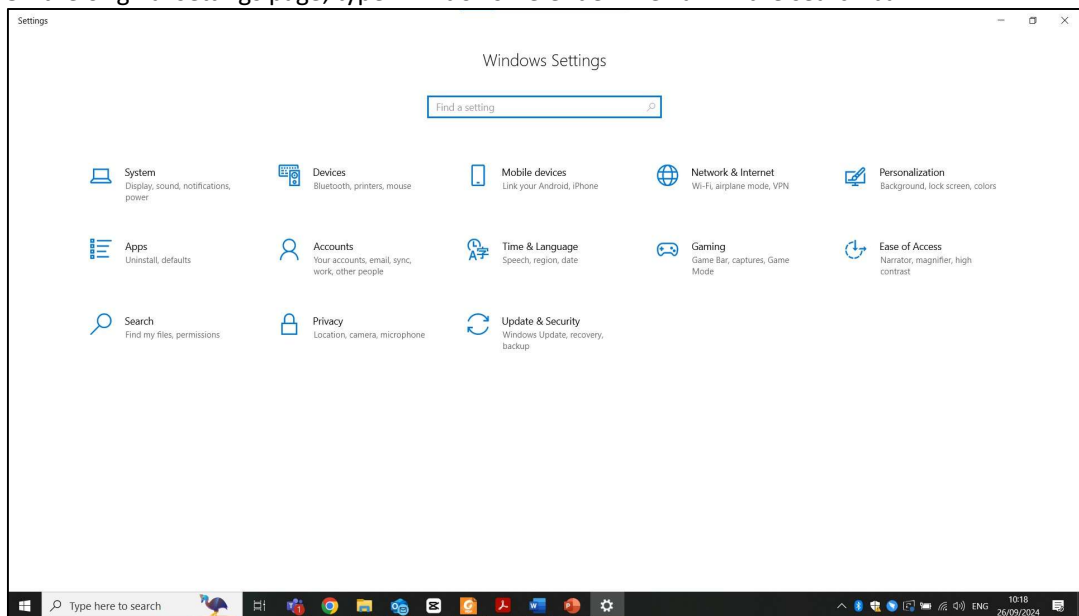 Settings
Windows Settings
Find a setting
System
Display, sound, notifications,
power
Devices
Bluetooth, printers, mouse
Mobile devices
Link your Android, iPhone
Network & Internet
Wi-Fi, airplane mode, VPN
Personalization
Background, lock screen, colors
Apps
Uninstall, defaults
Accounts
Your accounts, email, sync,
work, other people
Time & Language
Speech, region, date
Gaming
Game Bar, captures, Game
Mode
Ease of Access
Narrator, magnifier, high
contrast
Search
Find my files, permissions
Privacy
Location, camera, microphone
Update & Security
Windows Update, recovery,
backup
Type here to search
ENG
10:18
26/09/2024